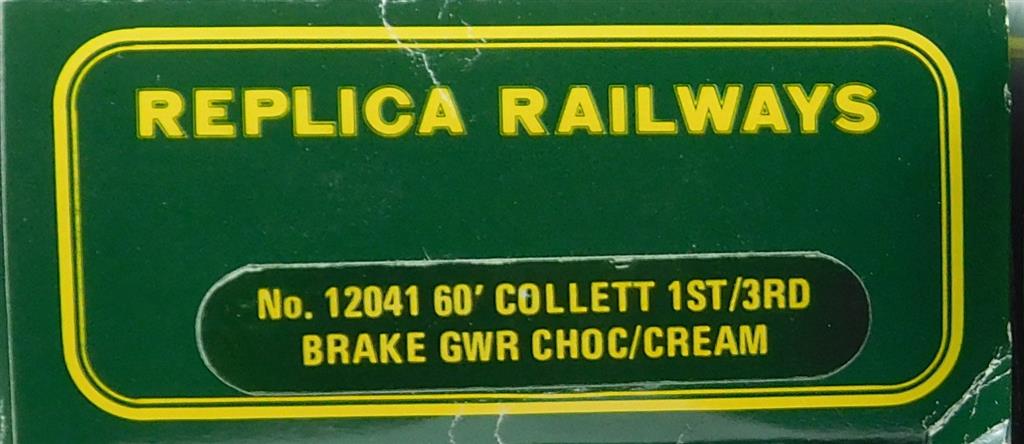 REPLICA RAILWAYS
No. 12041 60' COLLETT 1ST/3RD
BRAKE GWR CHOC/CREAM